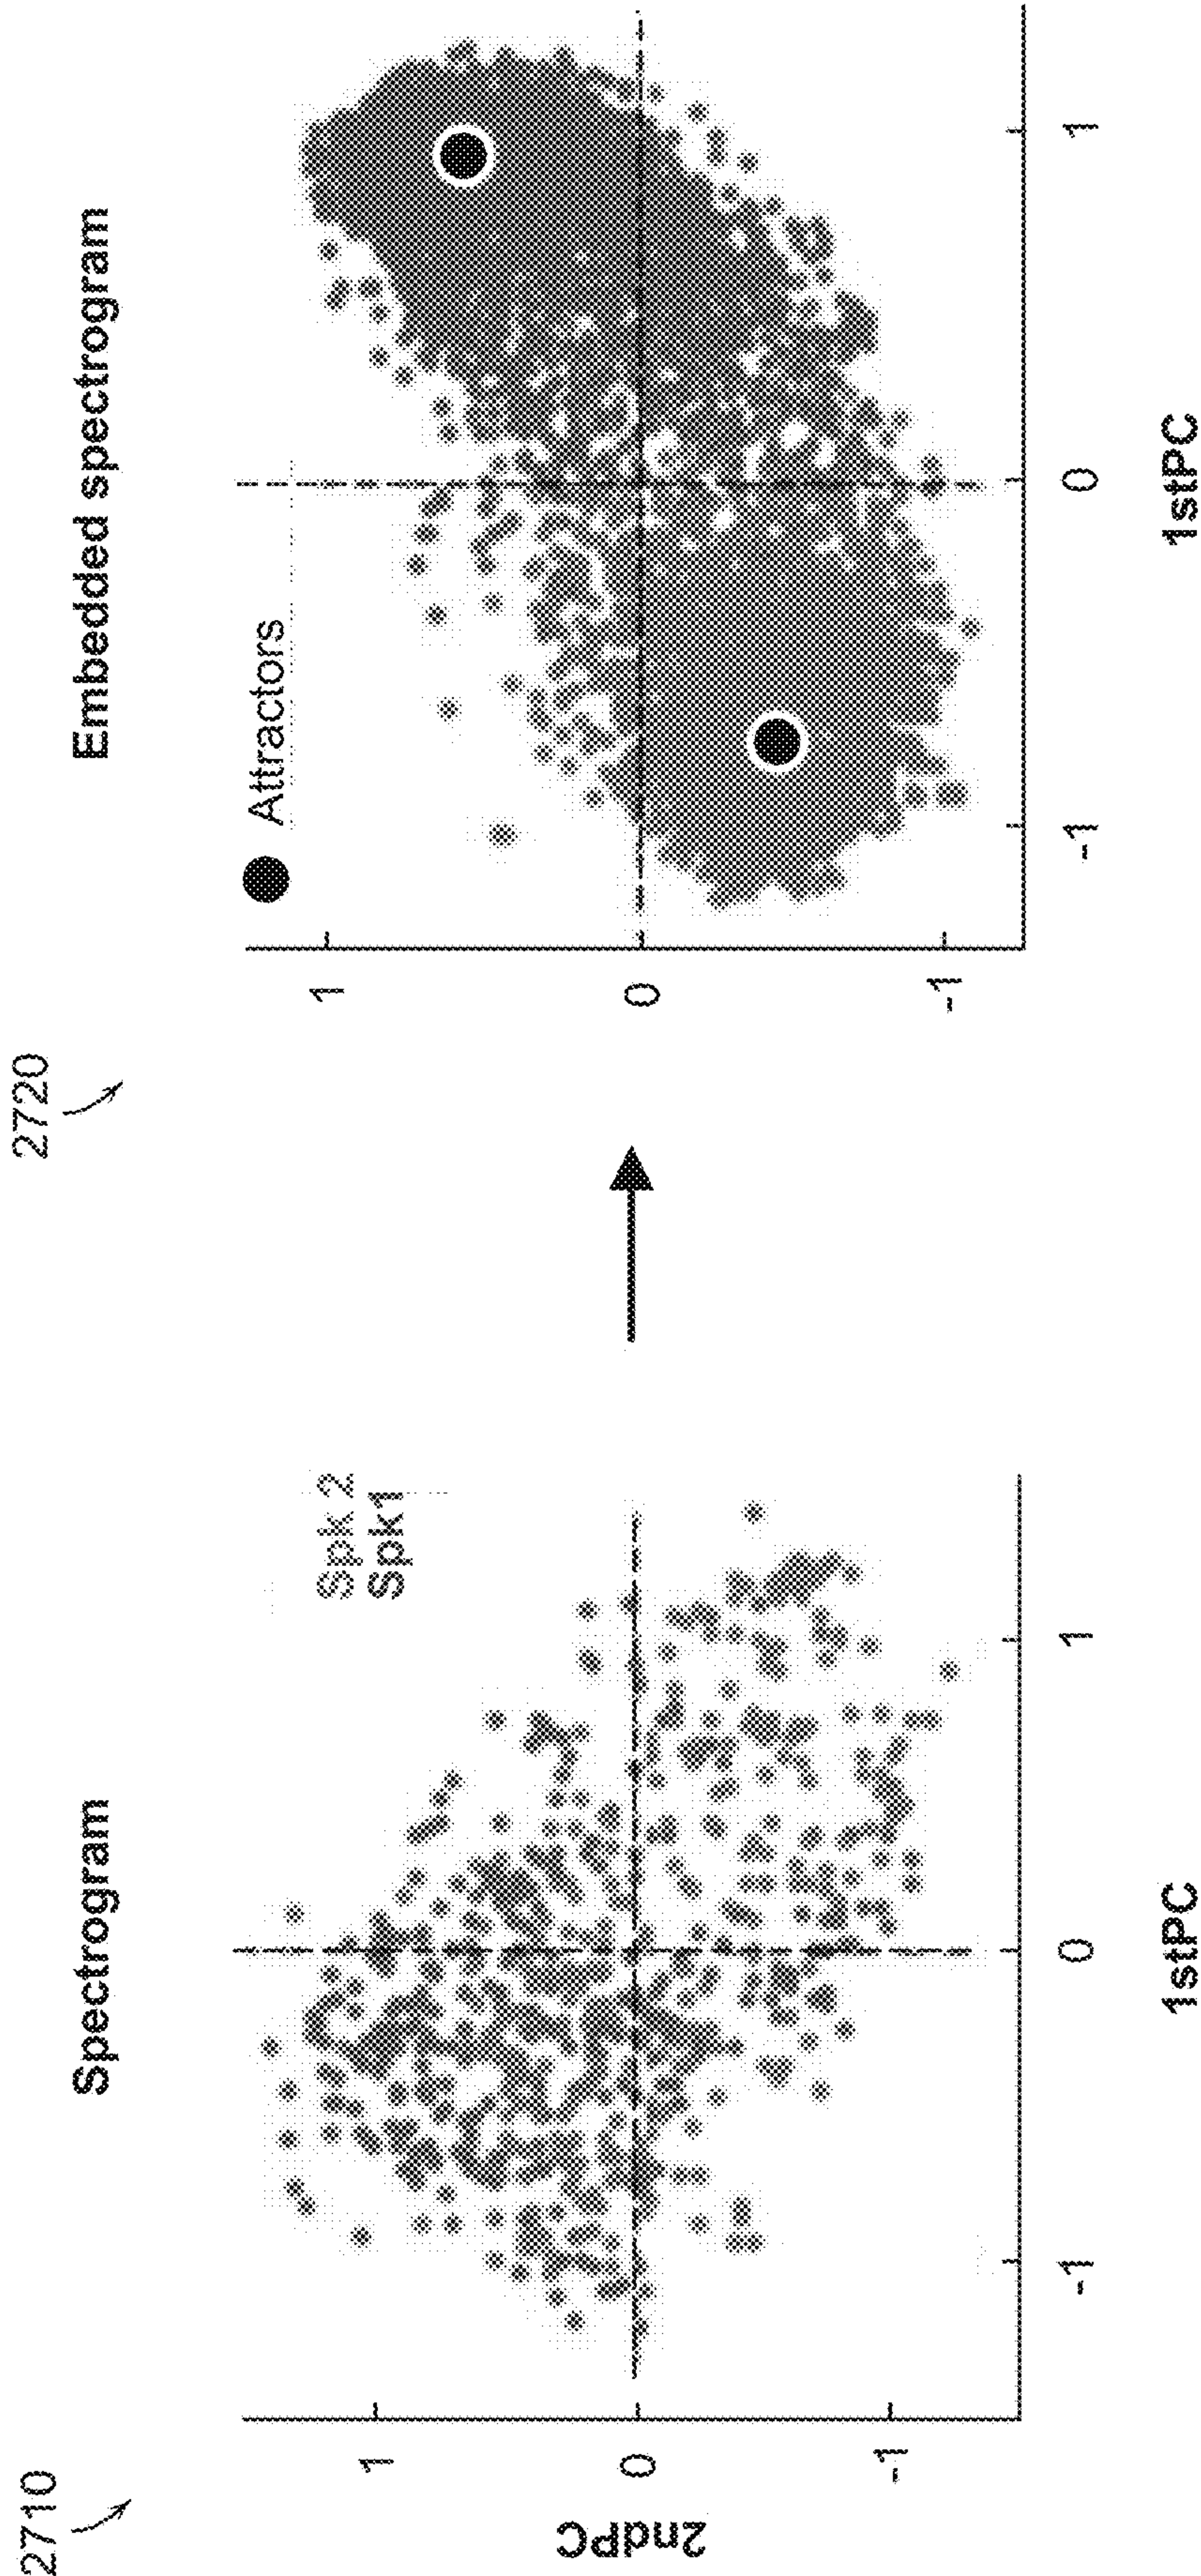 2710
Spectrogram
Spk 2
Spk1
2ndPC
1
0
-1
-1
0
1
1stPC
2720
Embedded spectrogram
Attractors
1
0
-1
-1
0
1
1stPC